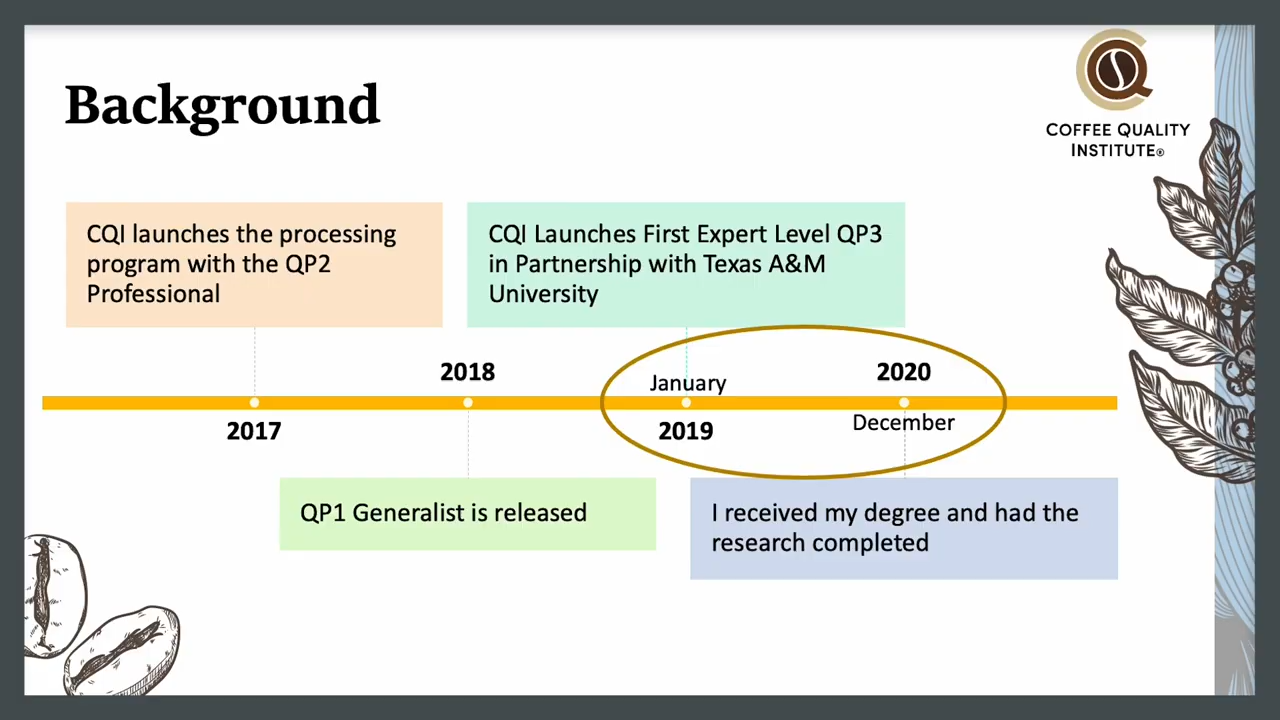 Background
COFFEE QUALITY
INSTITUTE®
CQI launches the processing
program with the QP2
Professional
CQI Launches First Expert Level QP3
in Partnership with Texas A&M
University
2018
January
2020
2017
2019
December
QP1 Generalist is released
I received my degree and had the
research completed